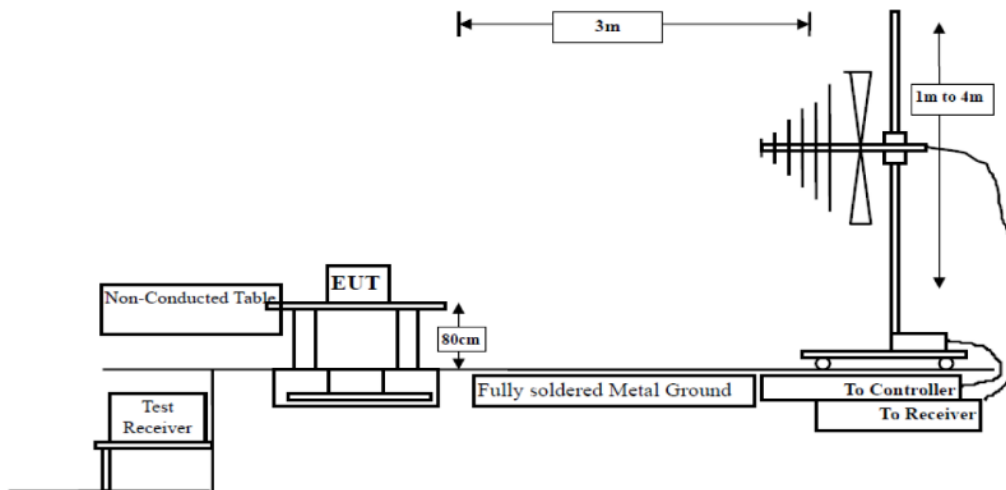 3m
1m to 4m
EUT
Non-Conducted Table
80cm
Fully soldered Metal Ground
To Controller
To Receiver
Test
Receiver